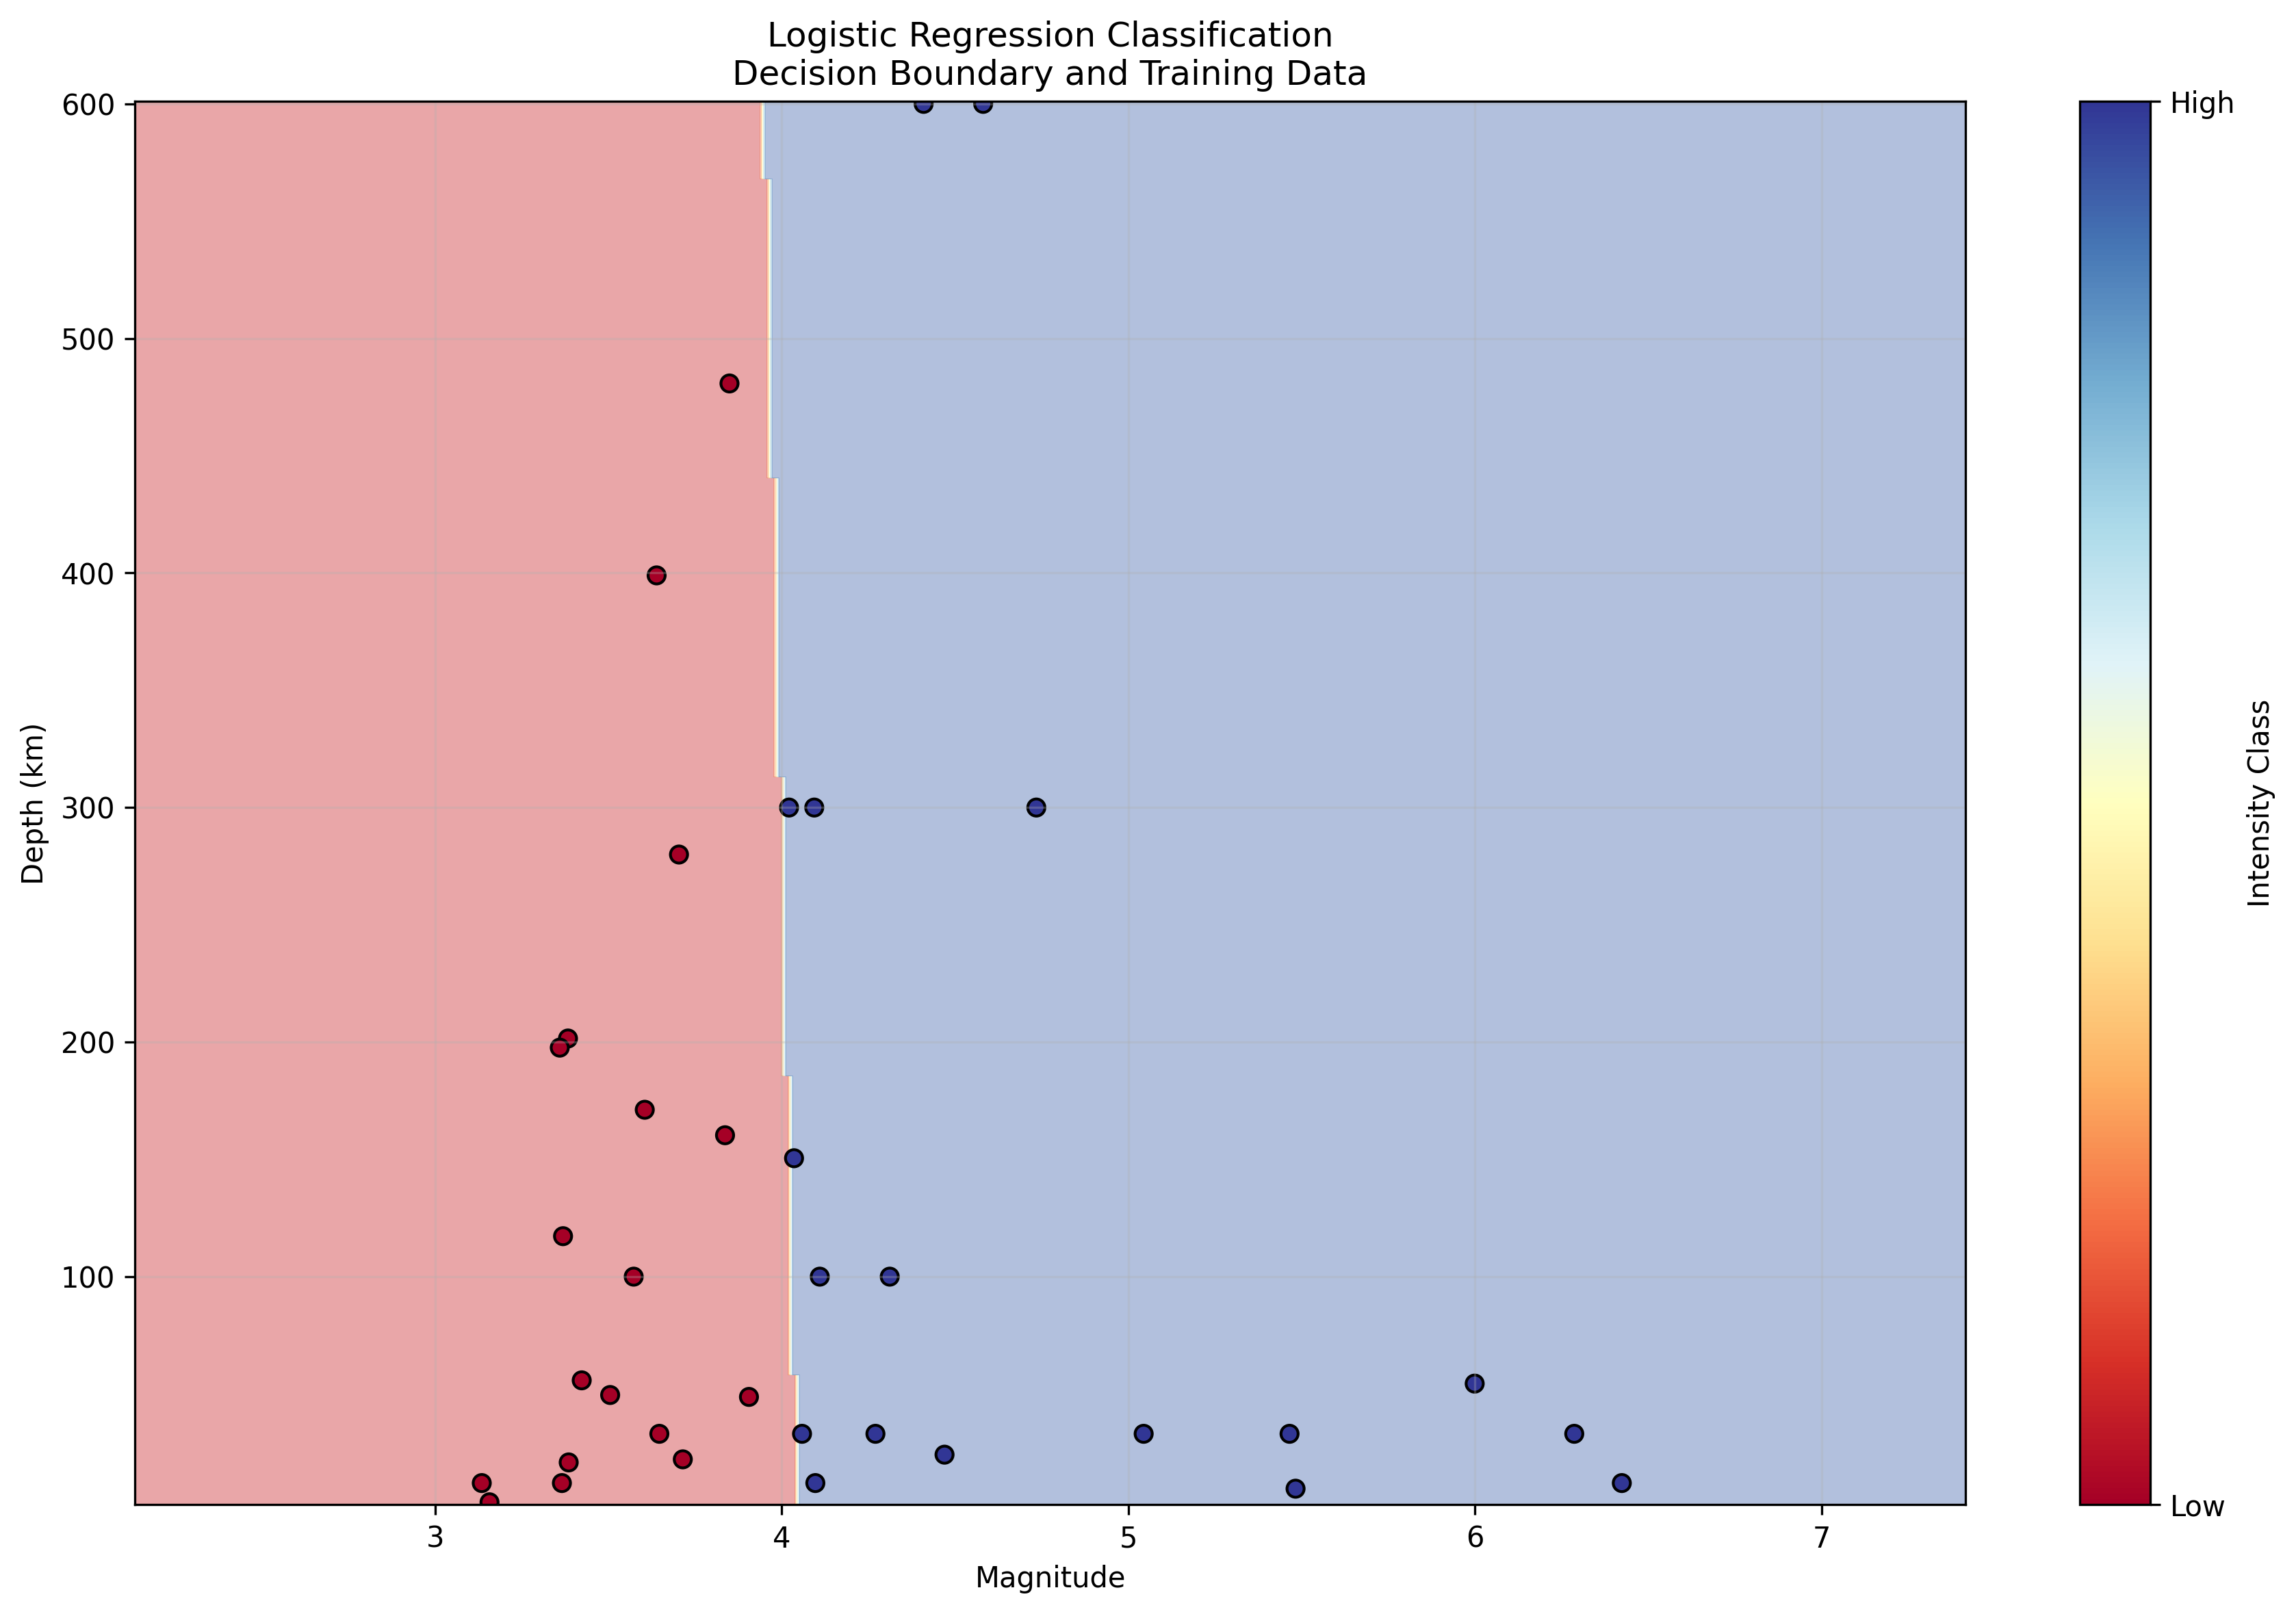 Logistic Regression Classification
Decision Boundary and Training Data
600
500
400
300
200
100
Depth (km)
3
4
5
6
7
Magnitude
High
Low
Intensity Class